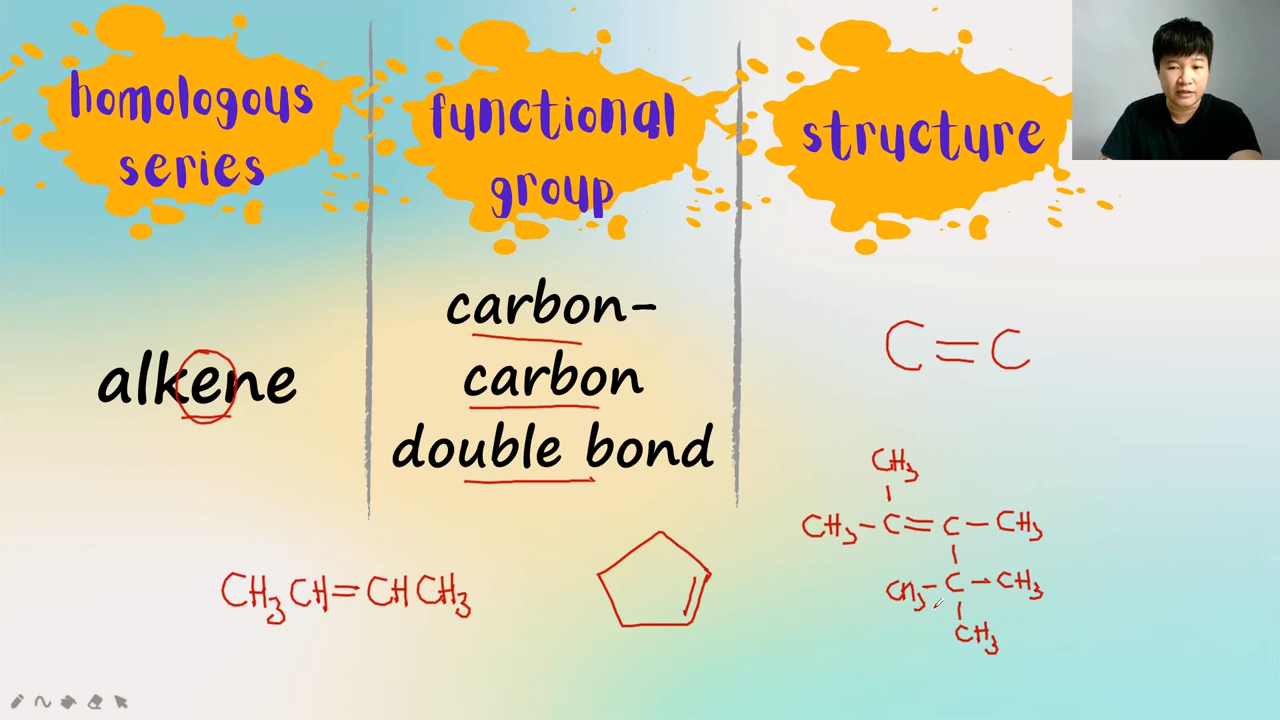 homologous
series
functional
group
structure
alkene
carbon-
carbon
double bond
C=C
CH3CH=CHCH3
CH3
CH3-C=C-CH3
CH3-C-CH3
CH3